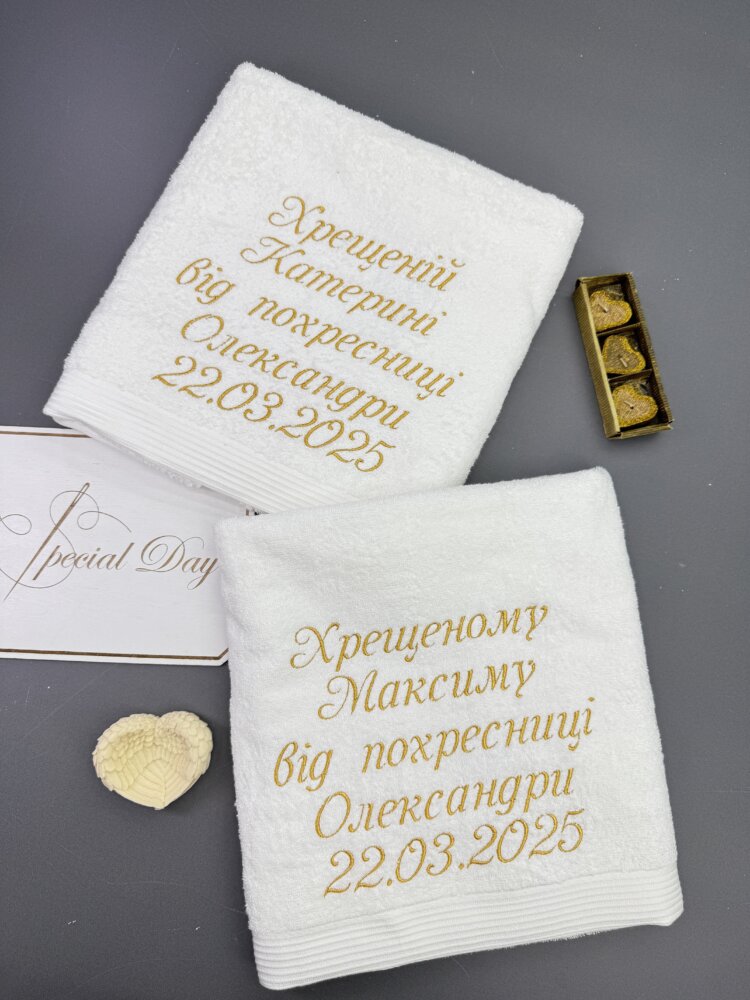 Хрещеній
Катерині
від похресниці
Олександри
22.03.2025
Special Day
Хрещеному
Максиму
від похресниці
Олександри
22.03.2025